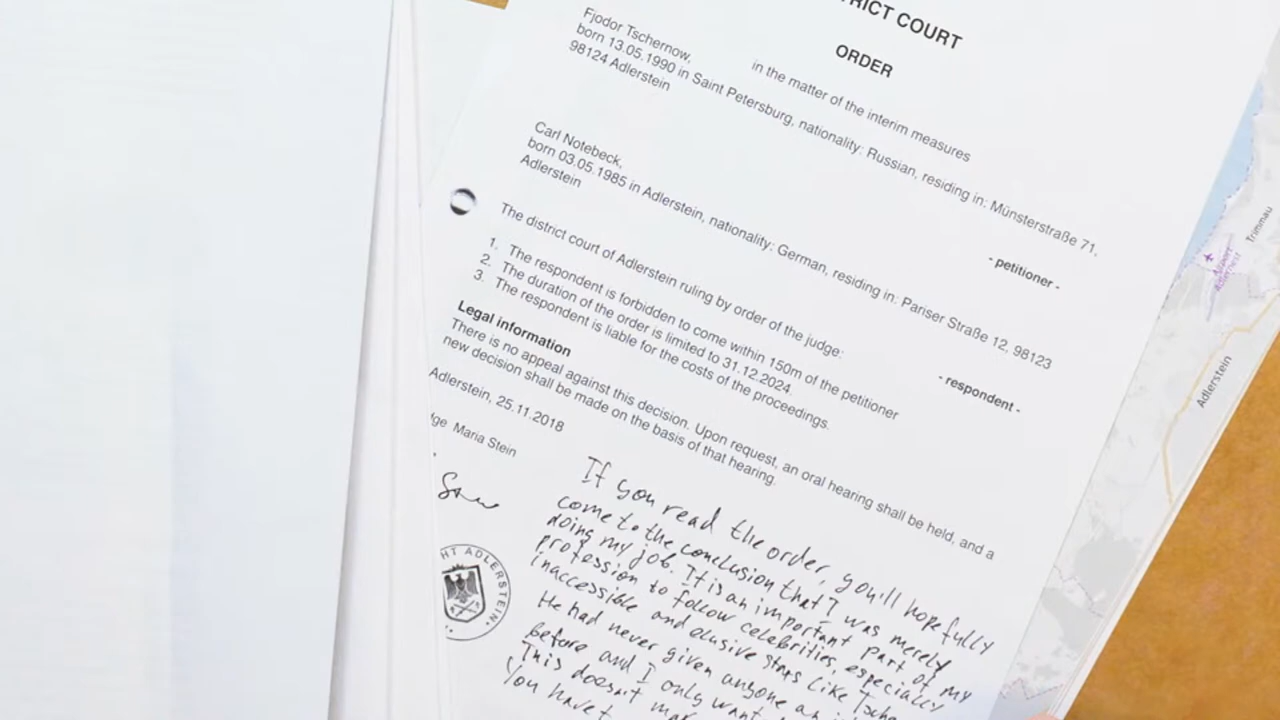 TRICT COURT
ORDER
in the matter of the interim measures
Fjodor Tschernow,
born 13.05.1990 in Saint Petersburg, nationality: Russian, residing in: Münsterstraße 71,
98124 Adlerstein
- petitioner -
Carl Notebeck,
born 03.05.1985 in Adlerstein, nationality: German, residing in: Pariser Straße 12, 98123
Adlerstein
- respondent -
The district court of Adlerstein ruling by order of the judge:
1. The respondent is forbidden to come within 150m of the petitioner
2. The duration of the order is limited to 31.12.2024.
3. The respondent is liable for the costs of the proceedings.
Legal information
There is no appeal against this decision. Upon request, an oral hearing shall be held, and a
new decision shall be made on the basis of that hearing.
Adlerstein, 25.11.2018
dge Maria Stein
HT ADLERSTEIN
If you read the order, you'll hopefully
come to the conclusion that I was merely
doing my job. It is an important part of my
profession to follow celebrities, especially
inaccessible and elusive stars like Tsche
He had never given anyone an i
before and I only want
This doesn't ma
You have
Trimmau
Adlerstein